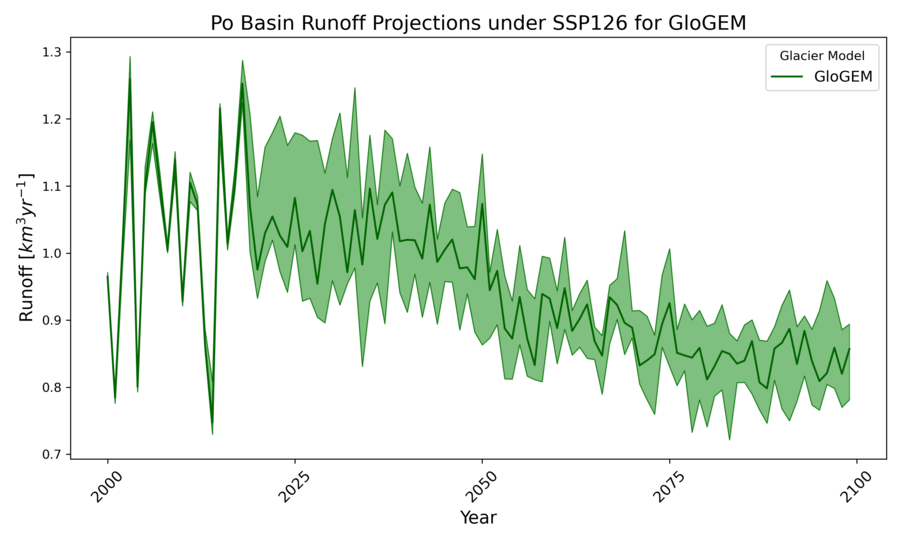 Po Basin Runoff Projections under SSP126 for GloGEM
Glacier Model
GloGEM
Runoff [km³yr⁻¹]
1.3
1.2
1.1
1.0
0.9
0.8
0.7
2000
2025
2050
2075
2100
Year